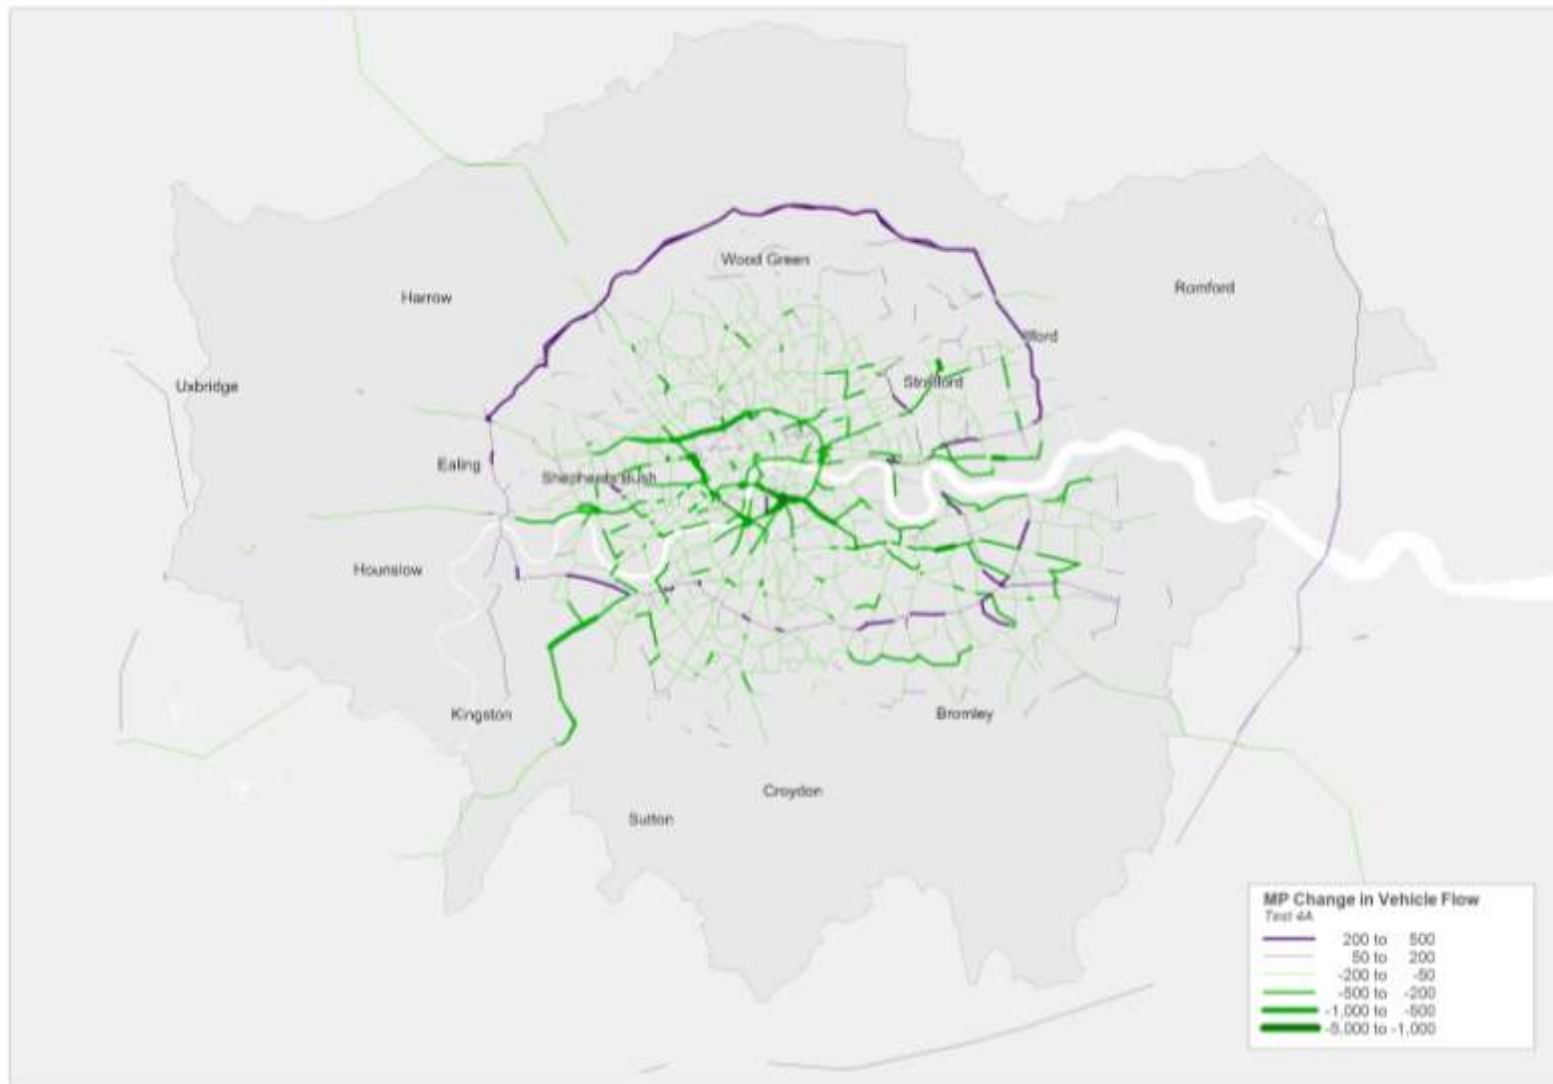 Wood Green
Harrow
Romford
Ilford
Uxbridge
Stratford
Ealing
Shepherds Bush
Hounslow
Kingston
Bromley
Croydon
Sutton
MP Change in Vehicle Flow
Test 4A
200 to 500
50 to 200
-200 to -50
-500 to -200
-1,000 to -500
-5,000 to -1,000